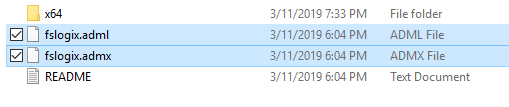 x64 3/11/2019 7:33 PM File folder
fslogix.adml 3/11/2019 6:04 PM ADML File
fslogix.admx 3/11/2019 6:04 PM ADMX File
README 3/11/2019 6:04 PM Text Document